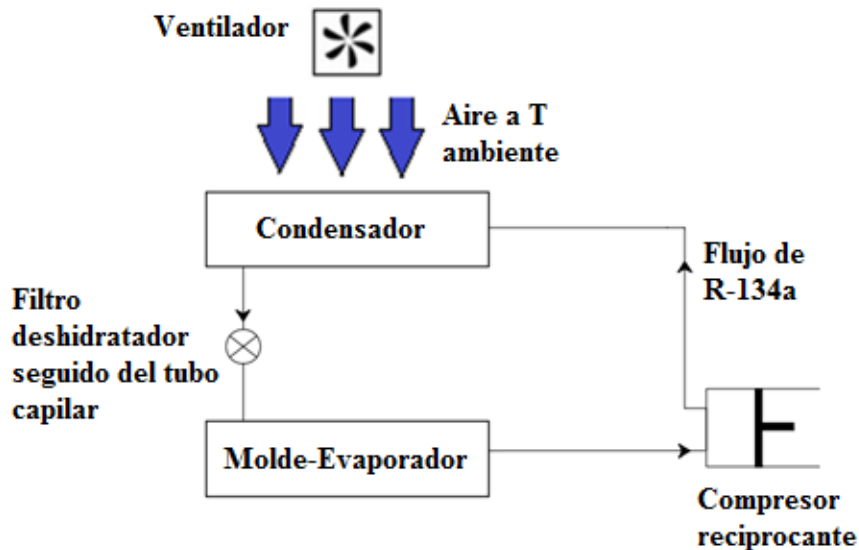 Ventilador
Aire a T
ambiente
Condensador
Flujo de
R-134a
Filtro
deshidratador
seguido del tubo
capilar
Molde-Evaporador
Compresor
reciprocante